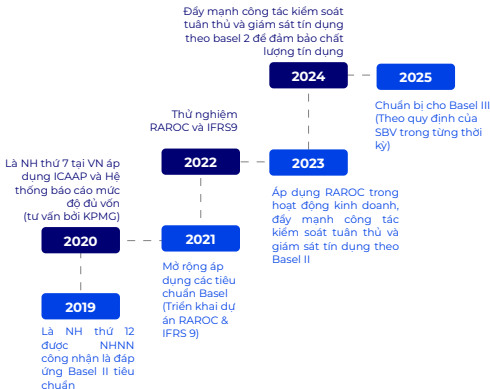 Đẩy mạnh công tác kiểm soát
tuân thủ và giám sát tín dụng
theo basel 2 để đảm bảo chất
lượng tín dụng
2024
2025
Chuẩn bị cho Basel III
(Theo quy định của
SBV trong từng thời
kỳ)
Thử nghiệm
RAROC và IFRS9
2022
2023
Áp dụng RAROC trong
hoạt động kinh doanh,
đẩy mạnh công tác
kiểm soát tuân thủ và
giám sát tín dụng theo
Basel II
Là NH thứ 7 tại VN áp
dụng ICAAP và Hệ
thống báo cáo mức
độ đủ vốn
(tư vấn bởi KPMG)
2020
2021
Mở rộng áp
dụng các tiêu
chuẩn Basel
(Triển khai dự
án RAROC &
IFRS 9)
2019
Là NH thứ 12
được NHNN
công nhận là đáp
ứng Basel II tiêu
chuẩn